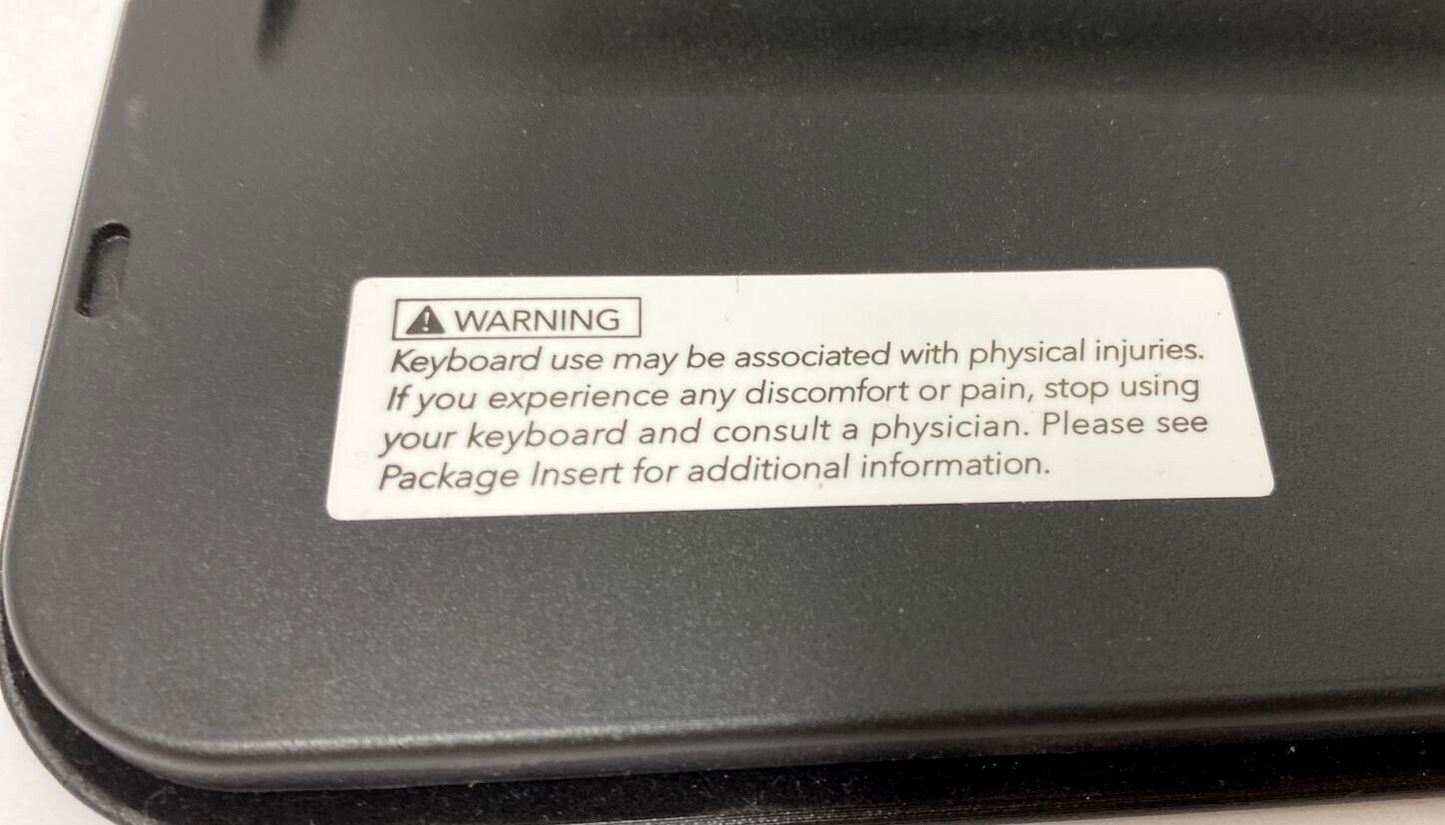 WARNING
Keyboard use may be associated with physical injuries.
If you experience any discomfort or pain, stop using
your keyboard and consult a physician. Please see
Package Insert for additional information.